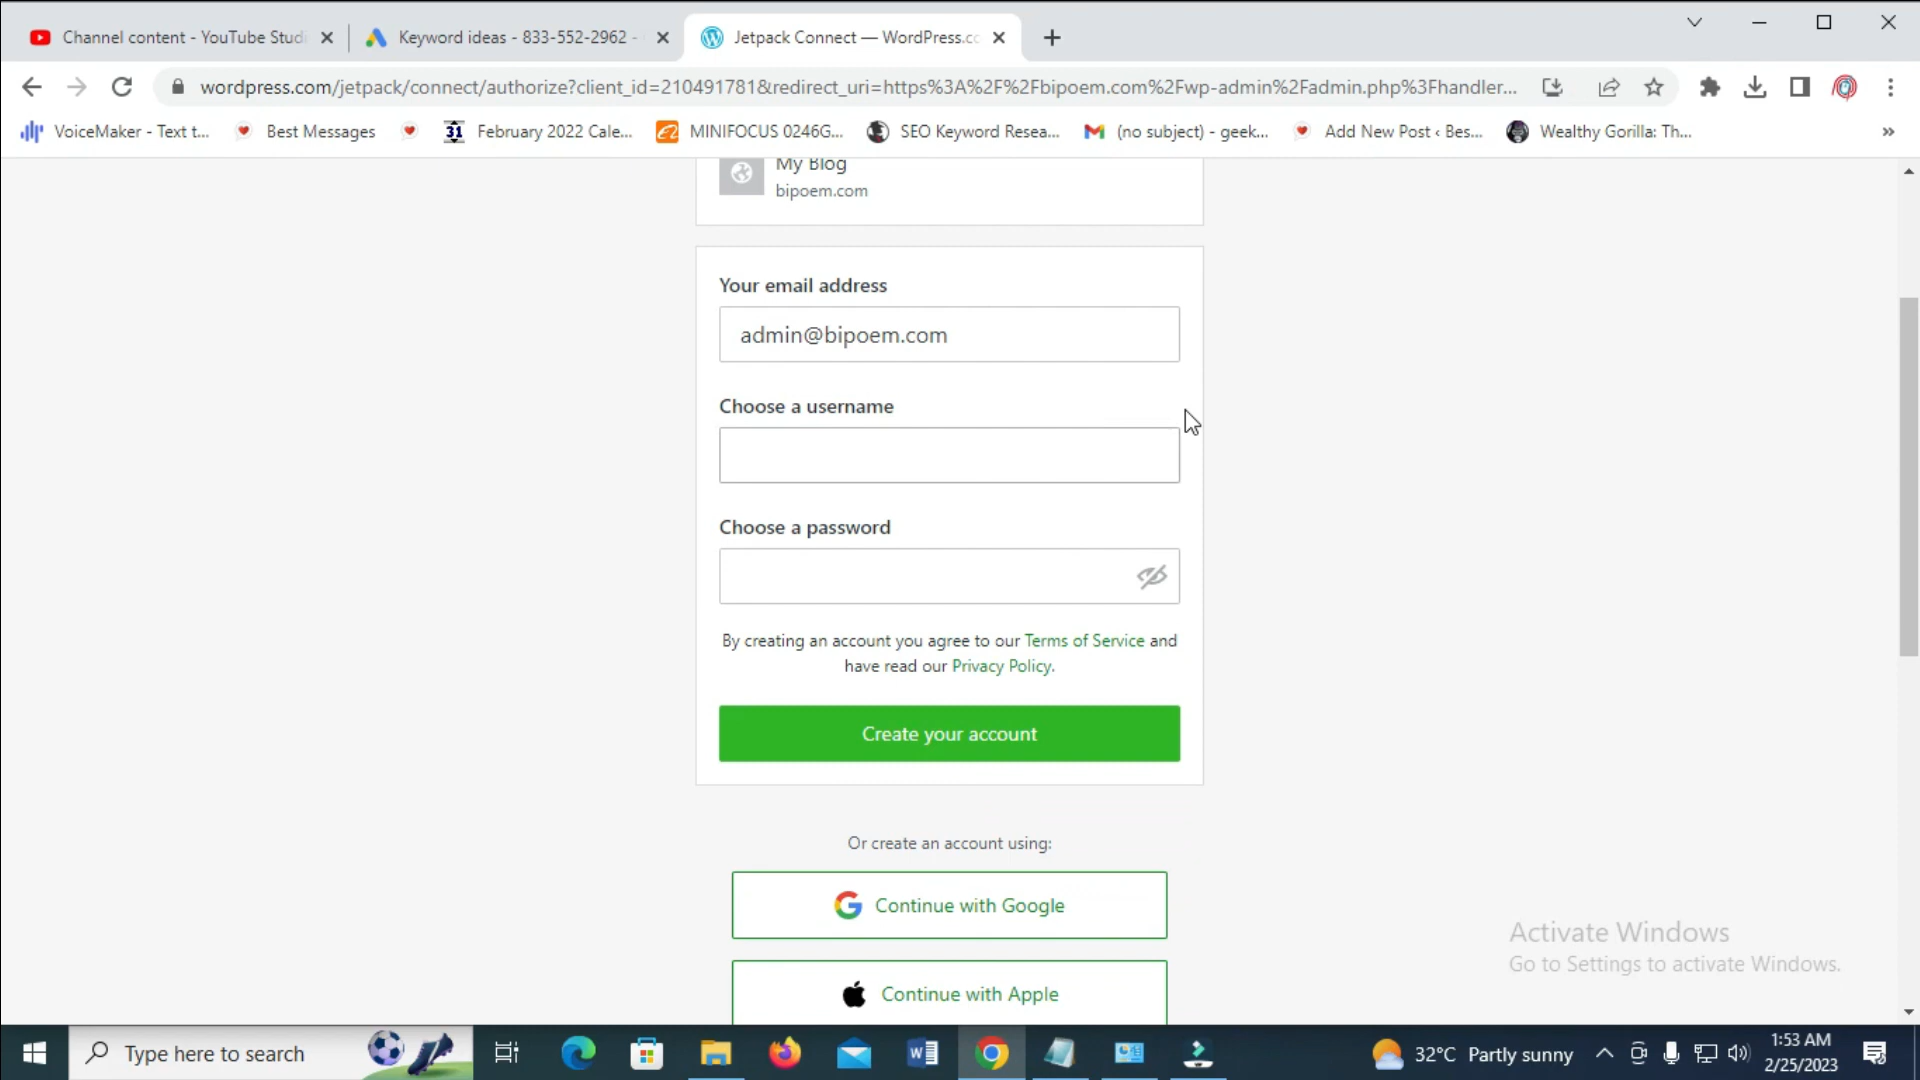 Channel content - YouTube Studi
Keyword ideas - 833-552-2962 -
Jetpack Connect — WordPress.co
wordpress.com/jetpack/connect/authorize?client_id=210491781&redirect_uri=https%3A%2F%2Fbipoem.com%2Fwp-admin%2Fadmin.php%3Fhandler...
VoiceMaker - Text t...
Best Messages
31
February 2022 Cale...
MINIFOCUS 0246G...
SEO Keyword Resea...
(no subject) - geek...
Add New Post ‹ Bes...
Wealthy Gorilla: Th...
»
My Blog
bipoem.com
Your email address
admin@bipoem.com
Choose a username
Choose a password
By creating an account you agree to our Terms of Service and
have read our Privacy Policy.
Create your account
Or create an account using:
Continue with Google
Continue with Apple
Activate Windows
Go to Settings to activate Windows.
Type here to search
32°C Partly sunny
1:53 AM
2/25/2023